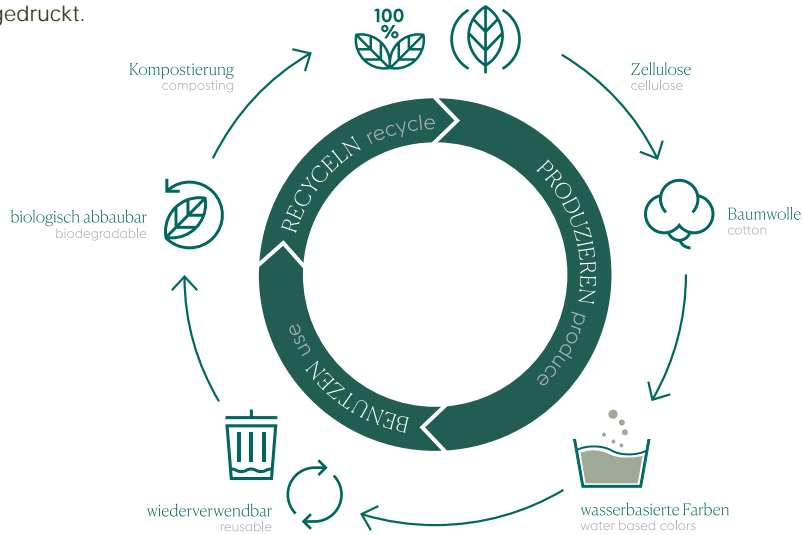 gedruckt.
100
%
Kompostierung
composting
Zellulose
cellulose
RECYCELN recycle
PRODUZIEREN produce
BENUTZEN use
biologisch abbaubar
biodegradable
Baumwolle
cotton
wiederverwendbar
reusable
wasserbasierte Farben
water based colors